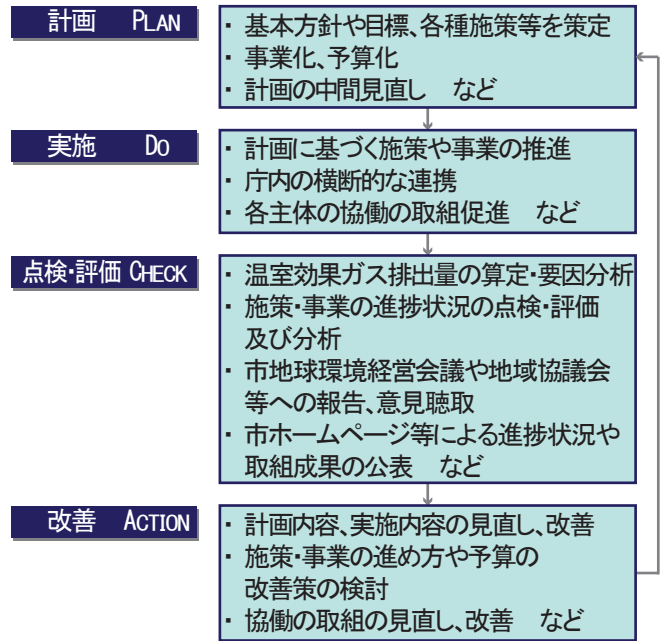 計画 PLAN
・ 基本方針や目標、各種施策等を策定
・ 事業化、予算化
・ 計画の中間見直し など
実施 DO
・ 計画に基づく施策や事業の推進
・ 庁内の横断的な連携
・ 各主体の協働の取組促進 など
点検・評価 CHECK
・ 温室効果ガス排出量の算定・要因分析
・ 施策・事業の進捗状況の点検・評価
及び分析
・ 市地球環境経営会議や地域協議会
等への報告、意見聴取
・ 市ホームページ等による進捗状況や
取組成果の公表 など
改善 ACTION
・ 計画内容、実施内容の見直し、改善
・ 施策・事業の進め方や予算の
改善策の検討
・ 協働の取組の見直し、改善 など